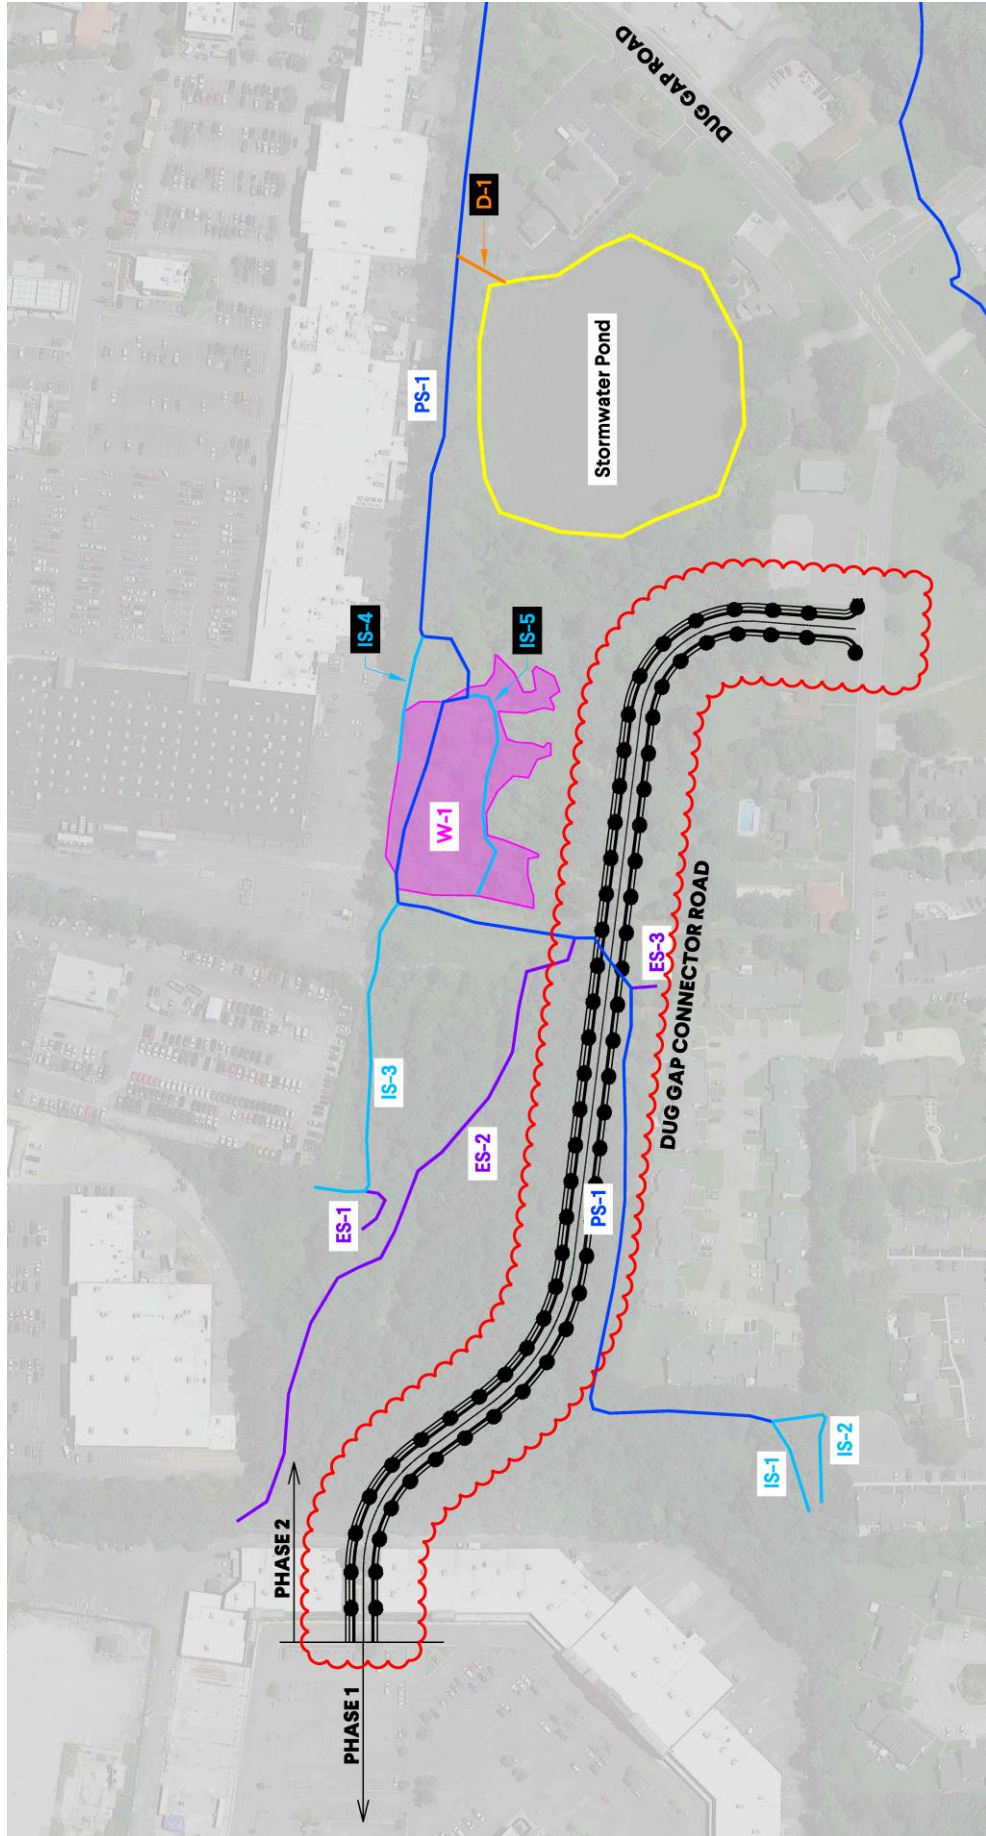 DUG GAP ROAD
D-1
PS-1
Stormwater Pond
IS-4
IS-5
W-1
ES-3
DUG GAP CONNECTOR ROAD
IS-3
ES-2
ES-1
PS-1
IS-2
IS-1
PHASE 2
PHASE 1